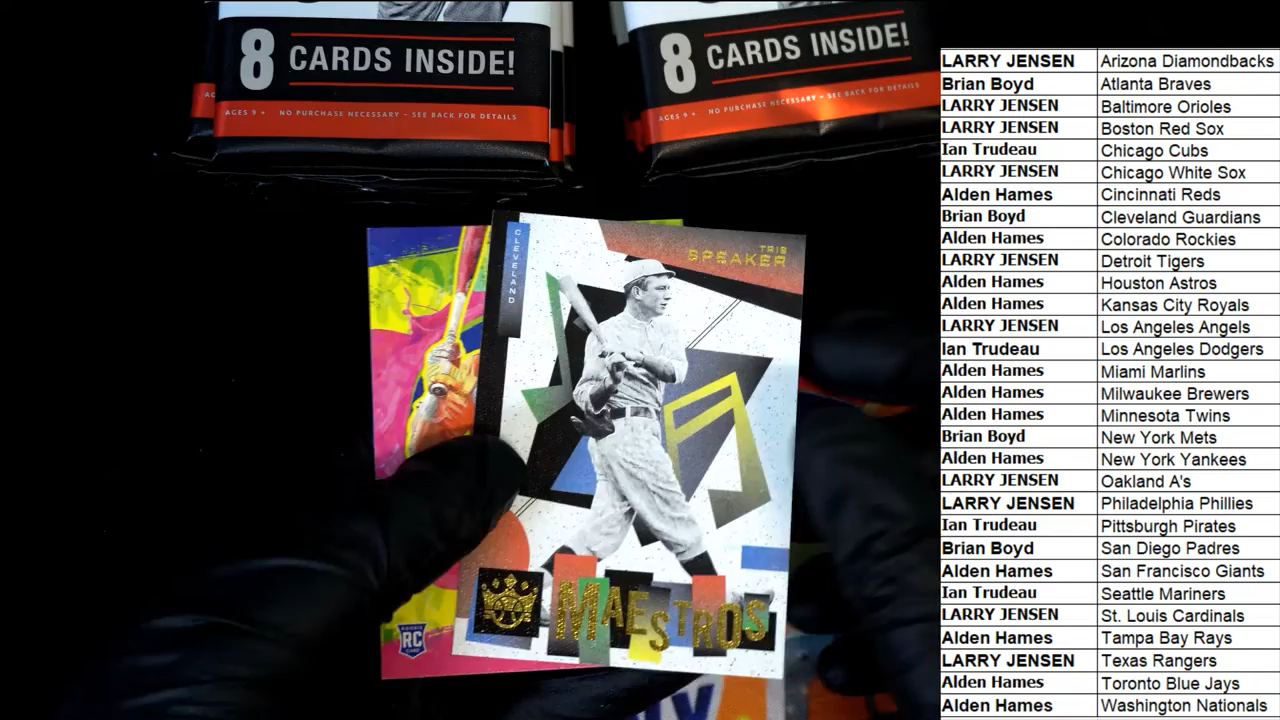 8 CARDS INSIDE!
AGES 9+ NO PURCHASE NECESSARY – SEE BACK FOR DETAILS
8 CARDS INSIDE!
AGES 9+ NO PURCHASE NECESSARY – SEE BACK FOR DETAILS
CLEVELAND
TRIS
SPEAKER
MAESTROS
ROOKIE
RC
CARD
LARRY JENSEN Arizona Diamondbacks
Brian Boyd Atlanta Braves
LARRY JENSEN Baltimore Orioles
LARRY JENSEN Boston Red Sox
Ian Trudeau Chicago Cubs
LARRY JENSEN Chicago White Sox
Alden Hames Cincinnati Reds
Brian Boyd Cleveland Guardians
Alden Hames Colorado Rockies
LARRY JENSEN Detroit Tigers
Alden Hames Houston Astros
Alden Hames Kansas City Royals
LARRY JENSEN Los Angeles Angels
Ian Trudeau Los Angeles Dodgers
Alden Hames Miami Marlins
Alden Hames Milwaukee Brewers
Alden Hames Minnesota Twins
Brian Boyd New York Mets
Alden Hames New York Yankees
LARRY JENSEN Oakland A's
LARRY JENSEN Philadelphia Phillies
Ian Trudeau Pittsburgh Pirates
Brian Boyd San Diego Padres
Alden Hames San Francisco Giants
Ian Trudeau Seattle Mariners
LARRY JENSEN St. Louis Cardinals
Alden Hames Tampa Bay Rays
LARRY JENSEN Texas Rangers
Alden Hames Toronto Blue Jays
Alden Hames Washington Nationals